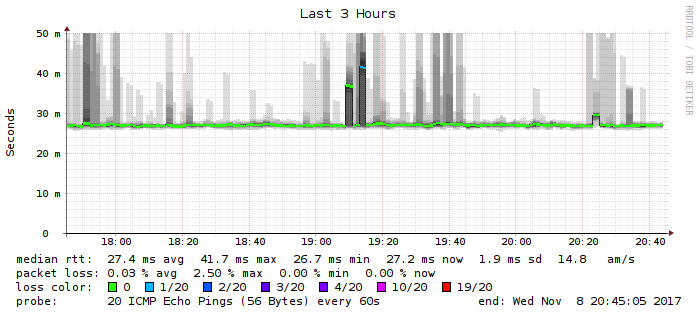 Last 3 Hours
RRDTOOL / TOBI OETIKER
Seconds
50 m
40 m
30 m
20 m
10 m
0
18:00 18:20 18:40 19:00 19:20 19:40 20:00 20:20 20:40
median rtt: 27.4 ms avg 41.7 ms max 26.7 ms min 27.2 ms now 1.9 ms sd 14.8 am/s
packet loss: 0.03 % avg 2.50 % max 0.00 % min 0.00 % now
loss color: 0 1/20 2/20 3/20 4/20 10/20 19/20
probe: 20 ICMP Echo Pings (56 Bytes) every 60s end: Wed Nov 8 20:45:05 2017